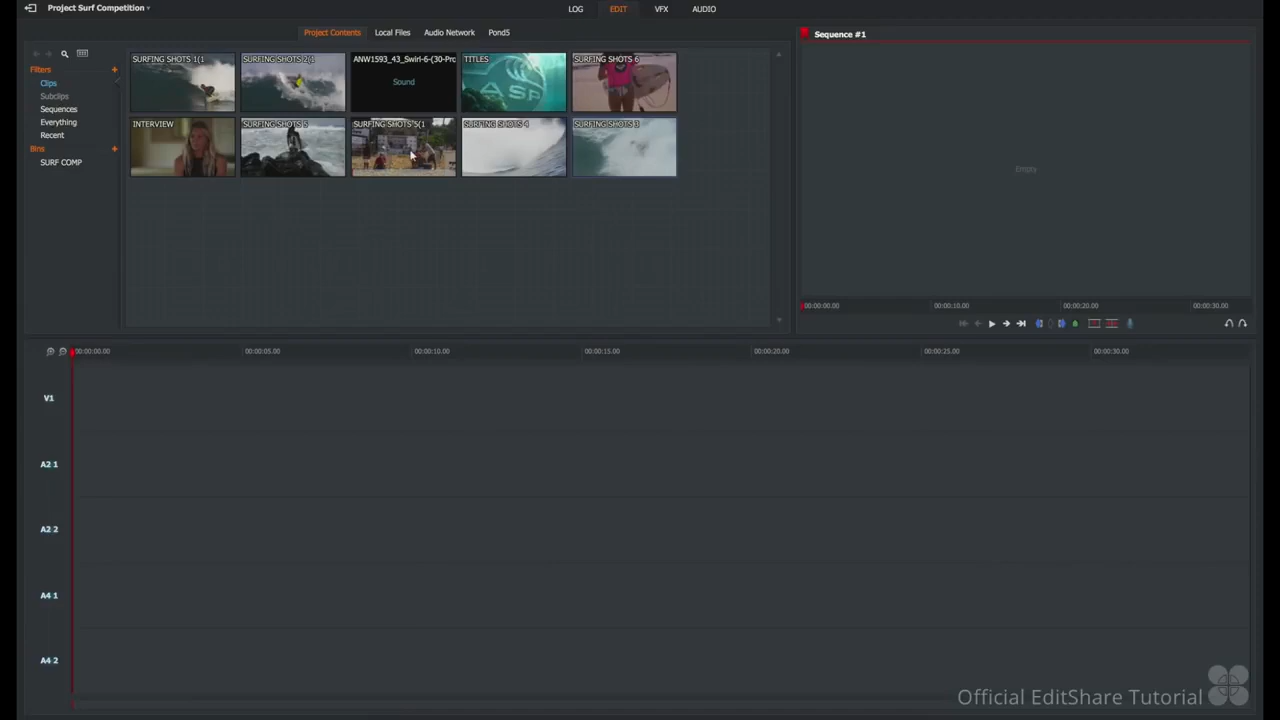 Project Surf Competition
LOG
EDIT
VFX
AUDIO
Project Contents
Local Files
Audio Network
Pond5
Sequence #1
Filters +
Clips
Subclips
Sequences
Everything
Recent
Bins +
SURF COMP
SURFING SHOTS 1(1
SURFING SHOTS 2(1
ANW1593_43_Swirl-6-(30-Pro
Sound
TITLES
ASP
SURFING SHOTS 6
INTERVIEW
SURFING SHOTS 5
SURFING SHOTS 5(1
SURFING SHOTS 4
SURFING SHOTS 3
Empty
00:00:00.00
00:00:10.00
00:00:20.00
00:00:30.00
00:00:00.00
00:00:05.00
00:00:10.00
00:00:15.00
00:00:20.00
00:00:25.00
00:00:30.00
V1
A2 1
A2 2
A4 1
A4 2
Official EditShare Tutorial